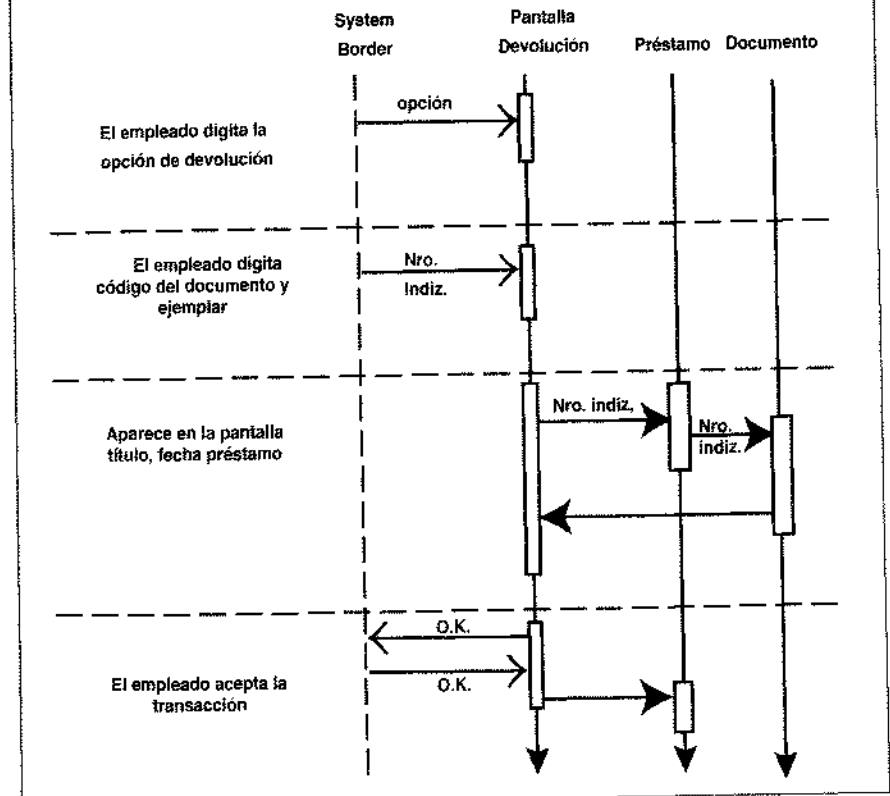 System
Border
Pantalla
Devolución
Préstamo
Documento
El empleado digita la
opción de devolución
opción
El empleado digita
código del documento y
ejemplar
Nro.
Indiz.
Aparece en la pantalla
título, fecha préstamo
Nro. indiz,
Nro.
indiz.
El empleado acepta la
transacción
O.K.
O.K.